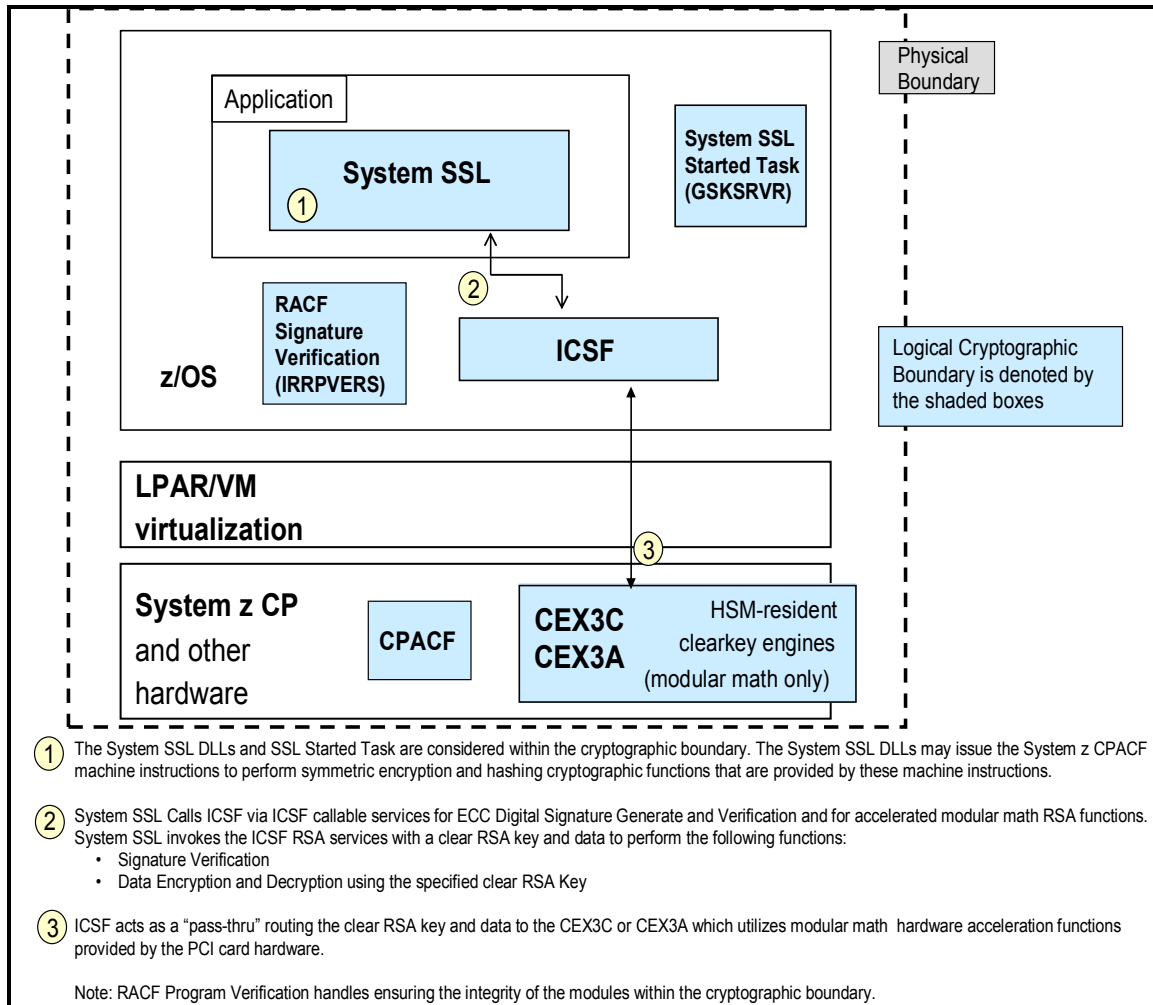 Physical
Boundary
Application
System SSL
1
System SSL
Started Task
(GSKSRVR)
2
RACF
Signature
Verification
(IRRPVERS)
z/OS
ICSF
Logical Cryptographic
Boundary is denoted by
the shaded boxes
LPAR/VM
virtualization
3
System z CP
and other
hardware
CPACF
CEX3C
CEX3A
HSM-resident
clearkey engines
(modular math only)
1 The System SSL DLLs and SSL Started Task are considered within the cryptographic boundary. The System SSL DLLs may issue the System z CPACF
machine instructions to perform symmetric encryption and hashing cryptographic functions that are provided by these machine instructions.
2 System SSL Calls ICSF via ICSF callable services for ECC Digital Signature Generate and Verification and for accelerated modular math RSA functions.
System SSL invokes the ICSF RSA services with a clear RSA key and data to perform the following functions:
• Signature Verification
• Data Encryption and Decryption using the specified clear RSA Key
3 ICSF acts as a “pass-thru” routing the clear RSA key and data to the CEX3C or CEX3A which utilizes modular math hardware acceleration functions
provided by the PCI card hardware.
Note: RACF Program Verification handles ensuring the integrity of the modules within the cryptographic boundary.